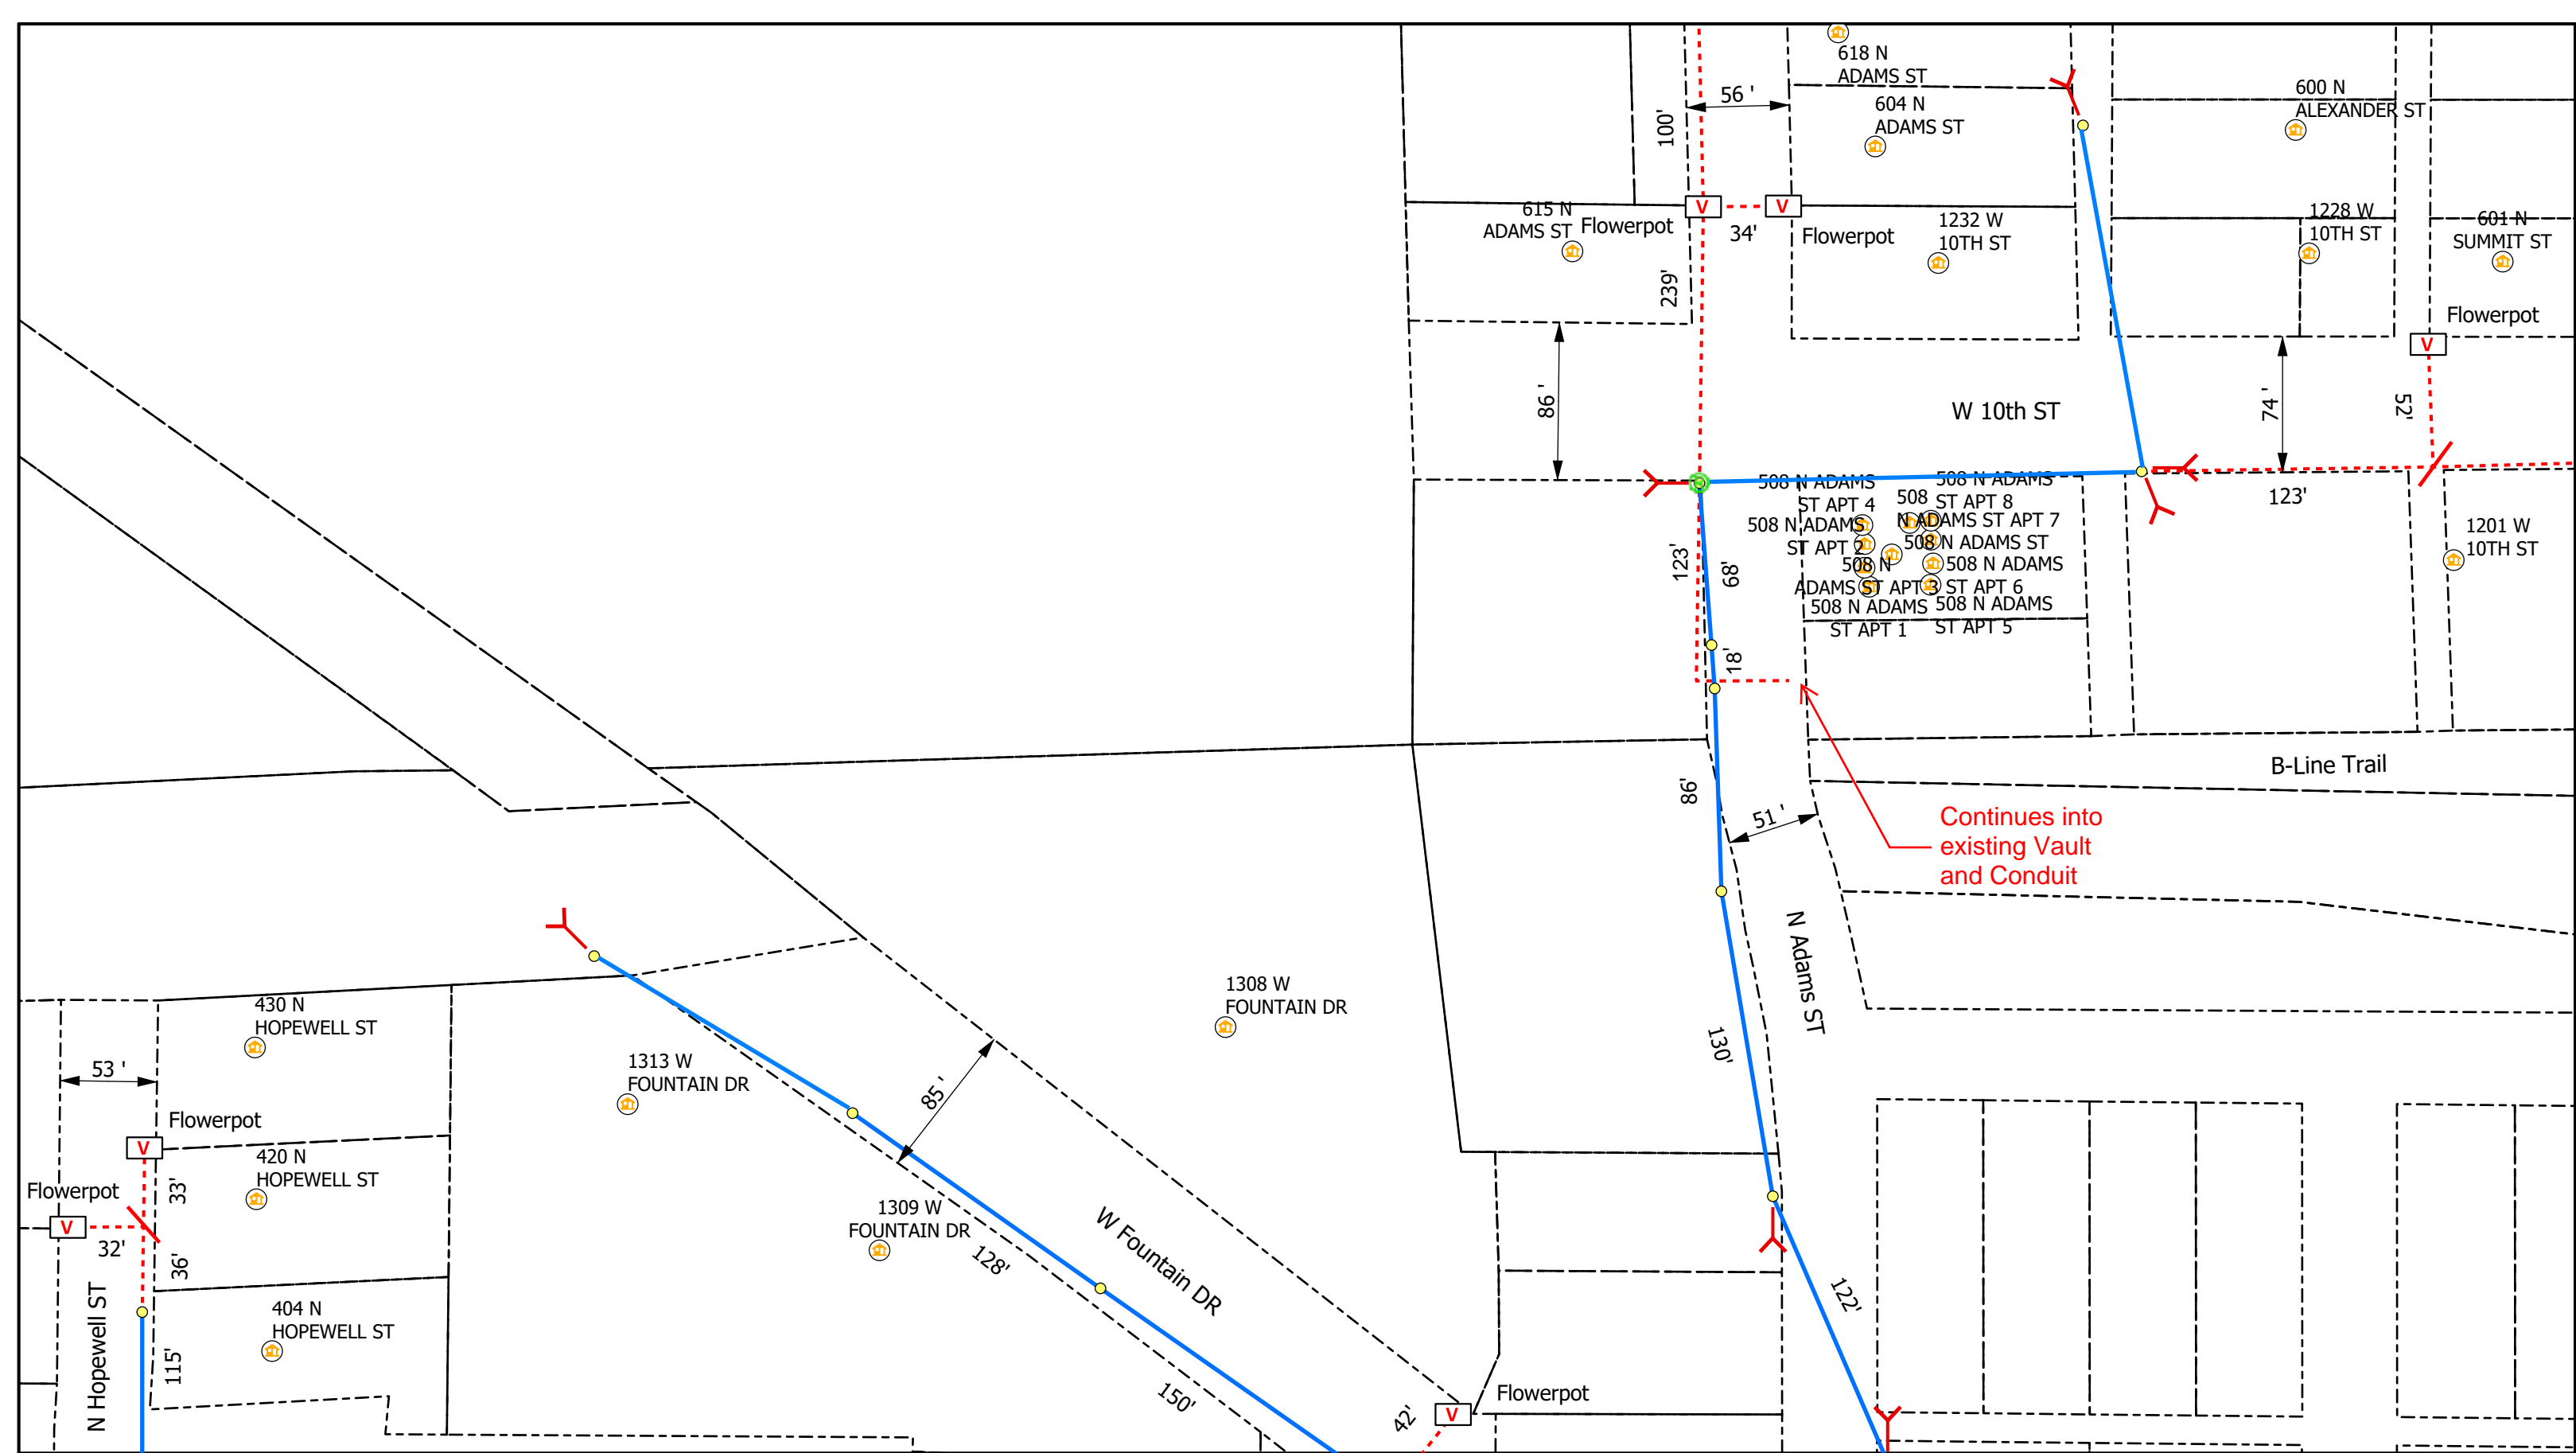 618 N
ADAMS ST
56 '
604 N
ADAMS ST
100'
600 N
ALEXANDER ST
615 N
ADAMS ST
Flowerpot
V
V
34'
Flowerpot
1232 W
10TH ST
1228 W
10TH ST
601 N
SUMMIT ST
239'
Flowerpot
V
86 '
W 10th ST
74 '
52'
123'
508 N ADAMS
ST APT 4
508 N ADAMS
ST APT 8
508
N ADAMS ST APT 7
508 N ADAMS
ST APT 2
508 N ADAMS ST
508 N
ADAMS ST APT 3
508 N ADAMS
ST APT 6
508 N ADAMS
ST APT 1
508 N ADAMS
ST APT 5
1201 W
10TH ST
123'
68'
18'
B-Line Trail
86'
51 '
Continues into
existing Vault
and Conduit
N Adams ST
130'
122'
430 N
HOPEWELL ST
53 '
Flowerpot
V
420 N
HOPEWELL ST
33'
Flowerpot
V
32'
36'
404 N
HOPEWELL ST
115'
N Hopewell ST
1313 W
FOUNTAIN DR
1308 W
FOUNTAIN DR
85 '
1309 W
FOUNTAIN DR
128'
W Fountain DR
150'
42'
V
Flowerpot